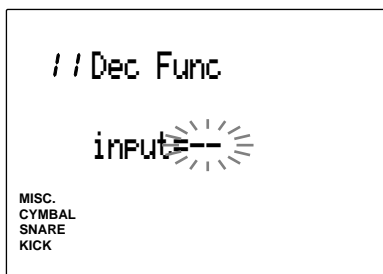 11 Dec Func
input=--
MISC.
CYMBAL
SNARE
KICK